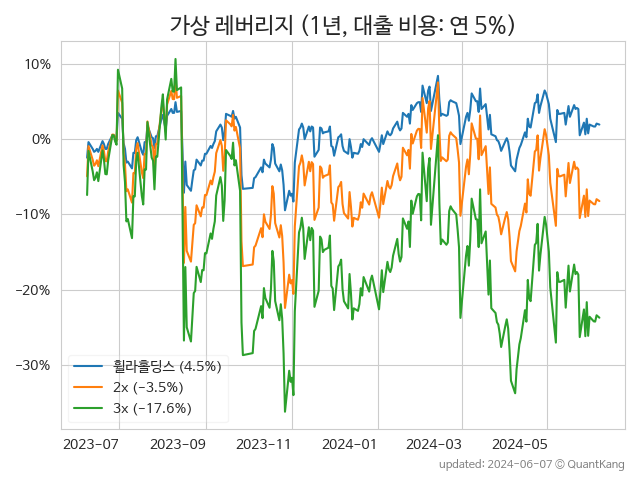 가상 레버리지 (1년, 대출 비용: 연 5%)
10%
0%
−10%
−20%
−30%
휠라홀딩스 (4.5%)
2x (−3.5%)
3x (−17.6%)
2023−07 2023−09 2023−11 2024−01 2024−03 2024−05
updated: 2024-06-07 © QuantKang